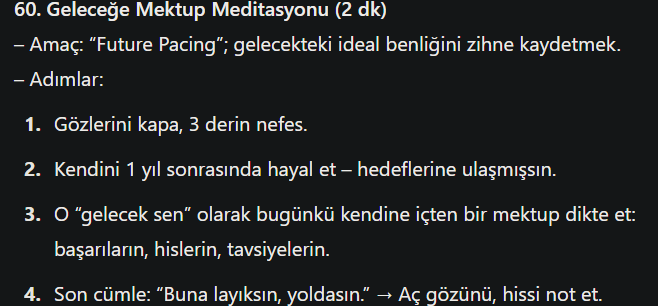 60. Geleceğe Mektup Meditasyonu (2 dk)
– Amaç: “Future Pacing”; gelecekteki ideal benliğini zihne kaydetmek.
– Adımlar:
1. Gözlerini kapa, 3 derin nefes.
2. Kendini 1 yıl sonrasında hayal et – hedeflerine ulaşmışsın.
3. O “gelecek sen” olarak bugünkü kendine içten bir mektup dikte et:
başarıların, hislerin, tavsiyelerin.
4. Son cümle: “Buna layıksın, yoldasın.” → Aç gözünü, hissi not et.